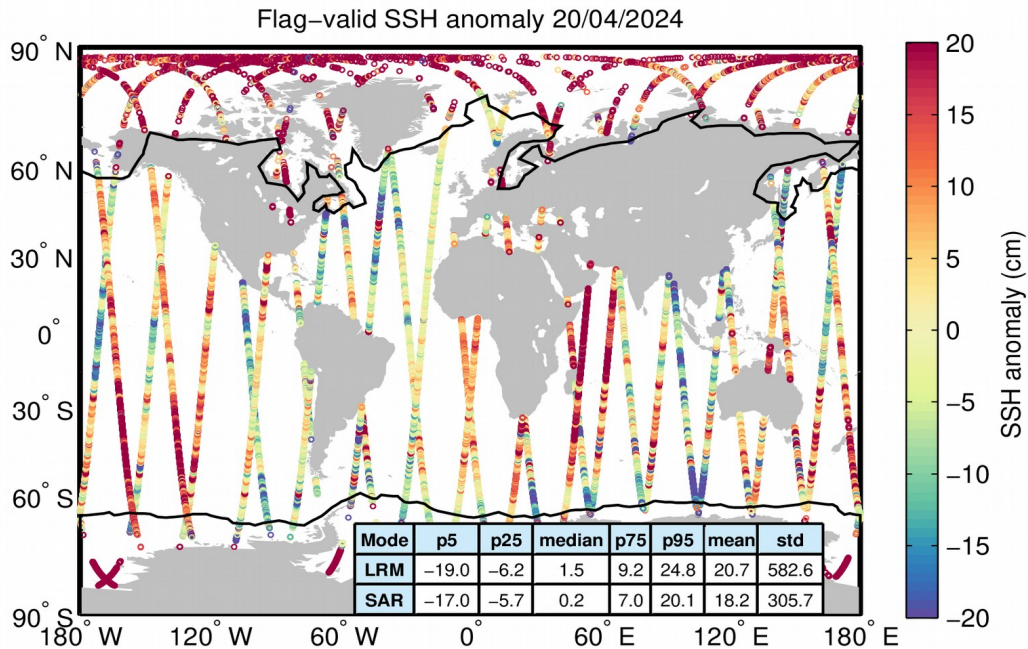 Flag−valid SSH anomaly 20/04/2024
90° N
60° N
30° N
0°
30° S
60° S
90° S
180° W 120° W 60° W 0° 60° E 120° E 180° E
Mode p5 p25 median p75 p95 mean std
LRM −19.0 −6.2 1.5 9.2 24.8 20.7 582.6
SAR −17.0 −5.7 0.2 7.0 20.1 18.2 305.7
20
15
10
5
0
−5
−10
−15
−20
SSH anomaly (cm)